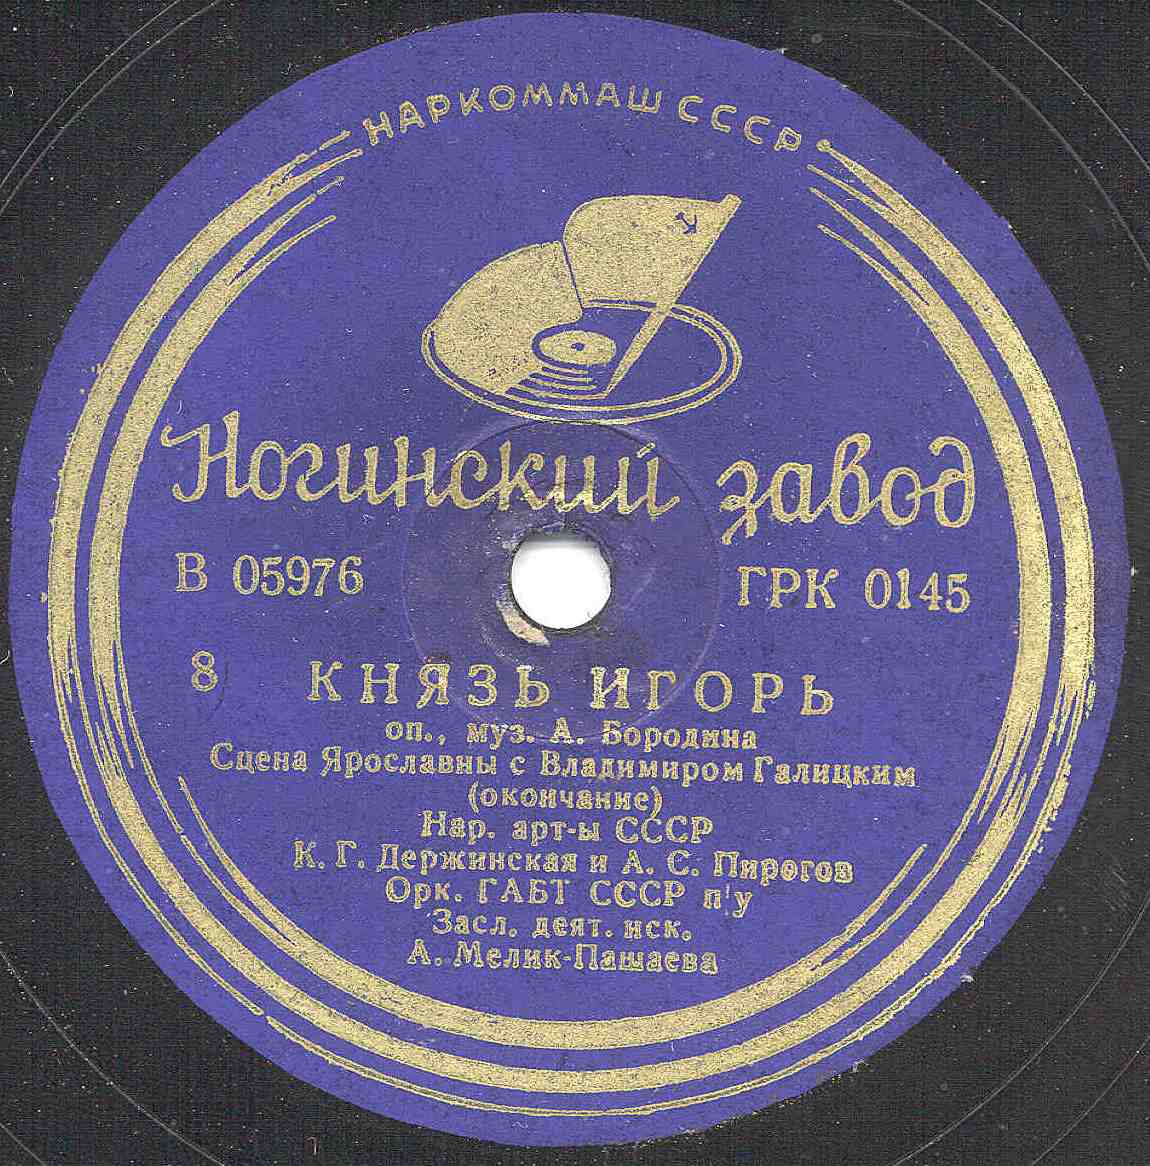 НАРКОММАШ СССР
Ногинский завод
В 05976 ГРК 0145
8 КНЯЗЬ ИГОРЬ
оп., муз. А. Бородина
Сцена Ярославны с Владимиром Галицким
(окончание)
Нар. арт-ы СССР
К. Г. Держинская и А. С. Пирогов
Орк. ГАБТ СССР п/у
Засл. деят. иск.
А. Мелик-Пашаева